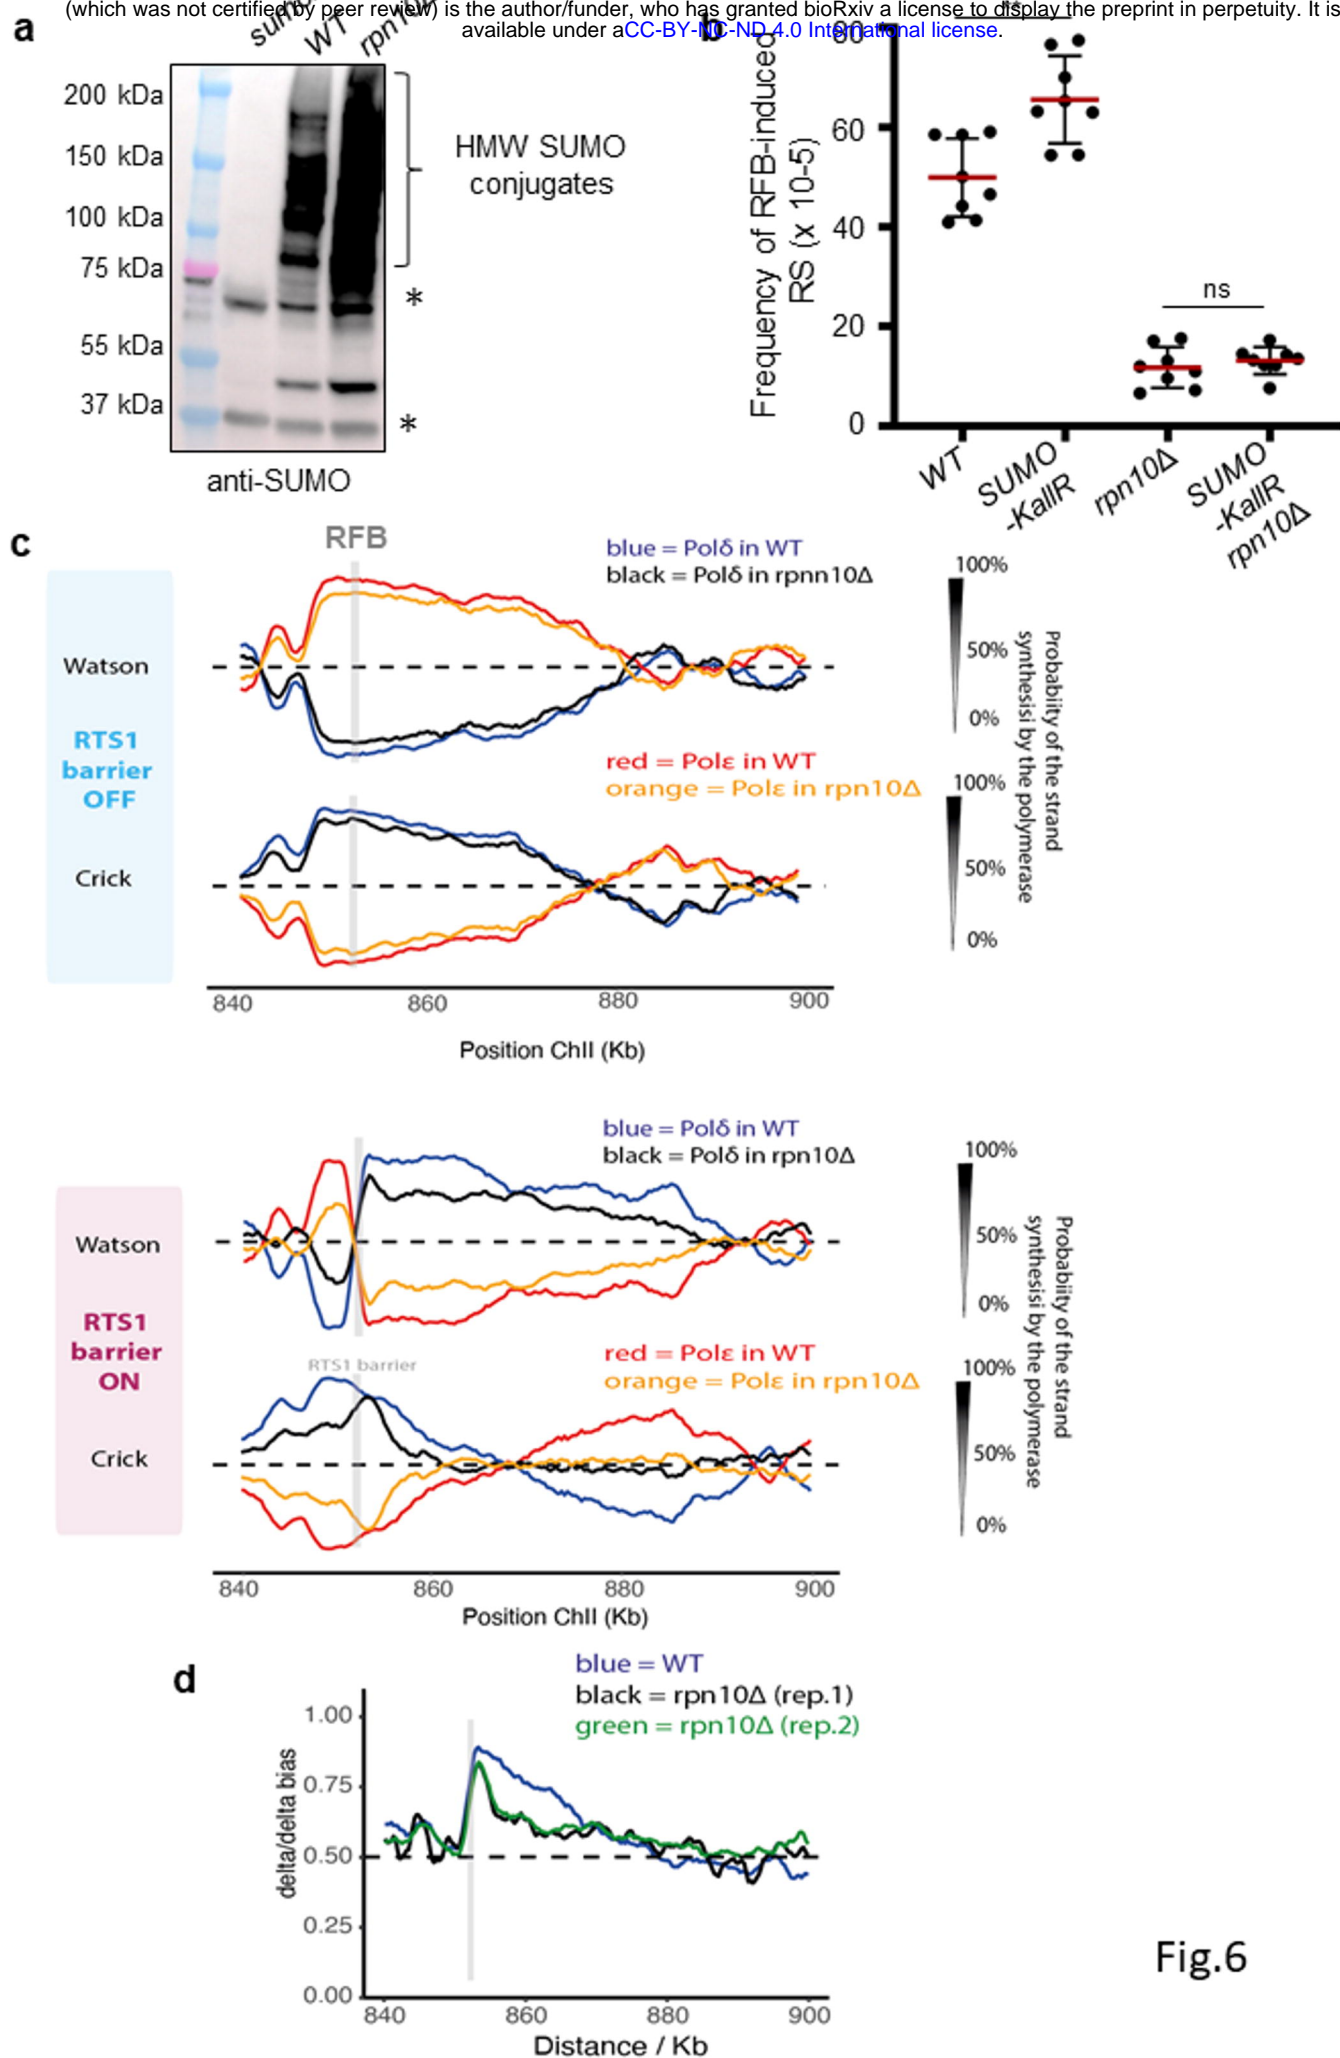 (which was not certified by peer review) is the author/funder, who has granted bioRxiv a license to display the preprint in perpetuity. It is
available under aCC-BY-NC-ND 4.0 International license.
a
WT
200 kDa
150 kDa
100 kDa
75 kDa
55 kDa
37 kDa
HMW SUMO
conjugates
*
*
anti-SUMO
b
**
Frequency of RFB-induced
RS (x 10-5)
80
60
40
20
0
ns
WT
SUMO
-KallR
rpn10Δ
SUMO
-KallR
rpn10Δ
c
RFB
blue = Polδ in WT
black = Polδ in rpnn10Δ
Watson
RTS1
barrier
OFF
Crick
red = Polε in WT
orange = Polε in rpn10Δ
100%
50%
0%
100%
50%
0%
Probabiity of the strand
synthesisi by the polymerase
840
860
880
900
Position ChII (Kb)
blue = Polδ in WT
black = Polδ in rpn10Δ
Watson
RTS1
barrier
ON
Crick
RTS1 barrier
red = Polε in WT
orange = Polε in rpn10Δ
100%
50%
0%
100%
50%
0%
Probabiity of the strand
synthesisi by the polymerase
840
860
880
900
Position ChII (Kb)
d
blue = WT
black = rpn10Δ (rep.1)
green = rpn10Δ (rep.2)
delta/delta bias
1.00
0.75
0.50
0.25
0.00
840
860
880
900
Distance / Kb
Fig.6